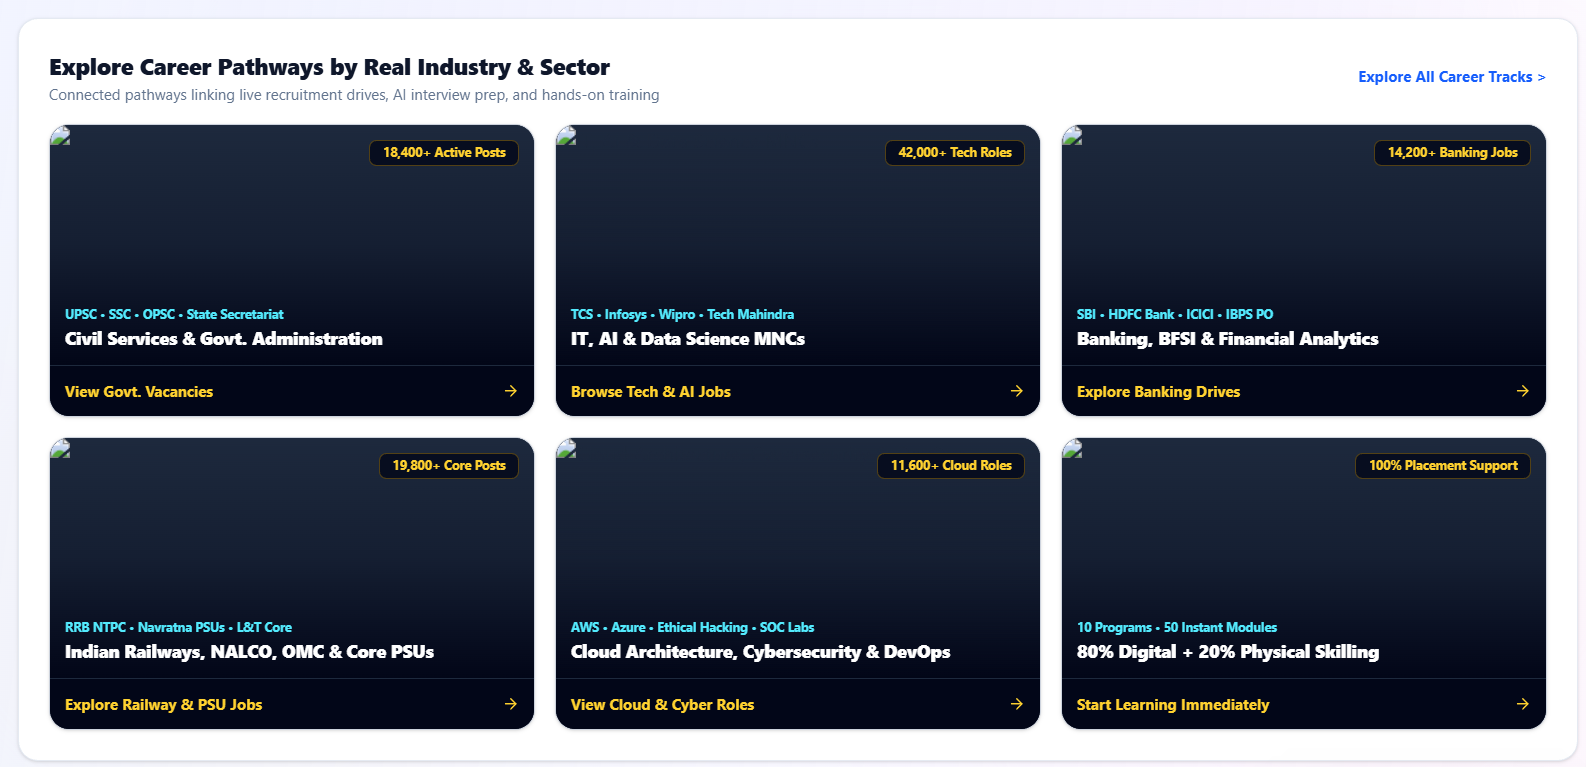 Explore Career Pathways by Real Industry & Sector
Connected pathways linking live recruitment drives, AI interview prep, and hands-on training
Explore All Career Tracks >
18,400+ Active Posts
UPSC • SSC • OPSC • State Secretariat
Civil Services & Govt. Administration
View Govt. Vacancies →
42,000+ Tech Roles
TCS • Infosys • Wipro • Tech Mahindra
IT, AI & Data Science MNCs
Browse Tech & AI Jobs →
14,200+ Banking Jobs
SBI • HDFC Bank • ICICI • IBPS PO
Banking, BFSI & Financial Analytics
Explore Banking Drives →
19,800+ Core Posts
RRB NTPC • Navratna PSUs • L&T Core
Indian Railways, NALCO, OMC & Core PSUs
Explore Railway & PSU Jobs →
11,600+ Cloud Roles
AWS • Azure • Ethical Hacking • SOC Labs
Cloud Architecture, Cybersecurity & DevOps
View Cloud & Cyber Roles →
100% Placement Support
10 Programs • 50 Instant Modules
80% Digital + 20% Physical Skilling
Start Learning Immediately →